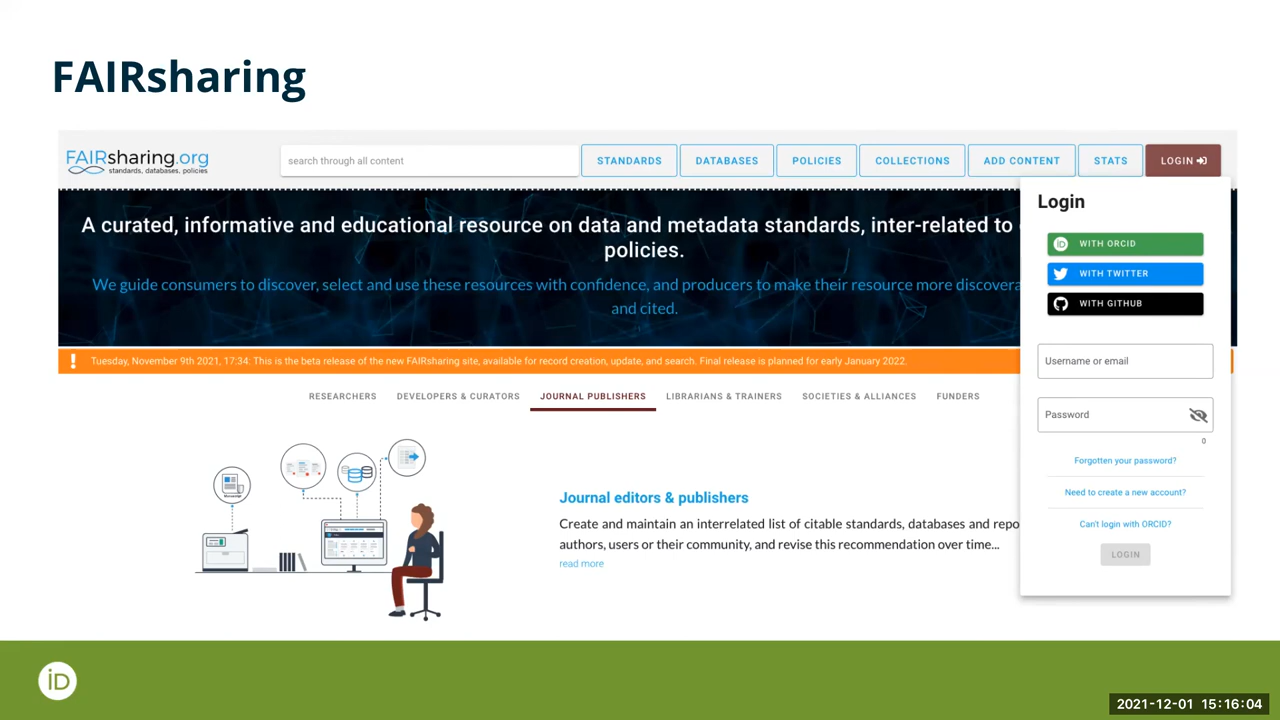 FAIRsharing
FAIRsharing.org
standards, databases, policies
search through all content
STANDARDS
DATABASES
POLICIES
COLLECTIONS
ADD CONTENT
STATS
LOGIN
A curated, informative and educational resource on data and metadata standards, inter-related to
policies.
We guide consumers to discover, select and use these resources with confidence, and producers to make their resource more discovera
and cited.
Tuesday, November 9th 2021, 17:34: This is the beta release of the new FAIRsharing site, available for record creation, update, and search. Final release is planned for early January 2022.
RESEARCHERS
DEVELOPERS & CURATORS
JOURNAL PUBLISHERS
LIBRARIANS & TRAINERS
SOCIETIES & ALLIANCES
FUNDERS
Journal editors & publishers
Create and maintain an interrelated list of citable standards, databases and repo
authors, users or their community, and revise this recommendation over time...
read more
Login
iD WITH ORCID
WITH TWITTER
WITH GITHUB
Username or email
Password
0
Forgotten your password?
Need to create a new account?
Can't login with ORCID?
LOGIN
iD
2021-12-01 15:16:04